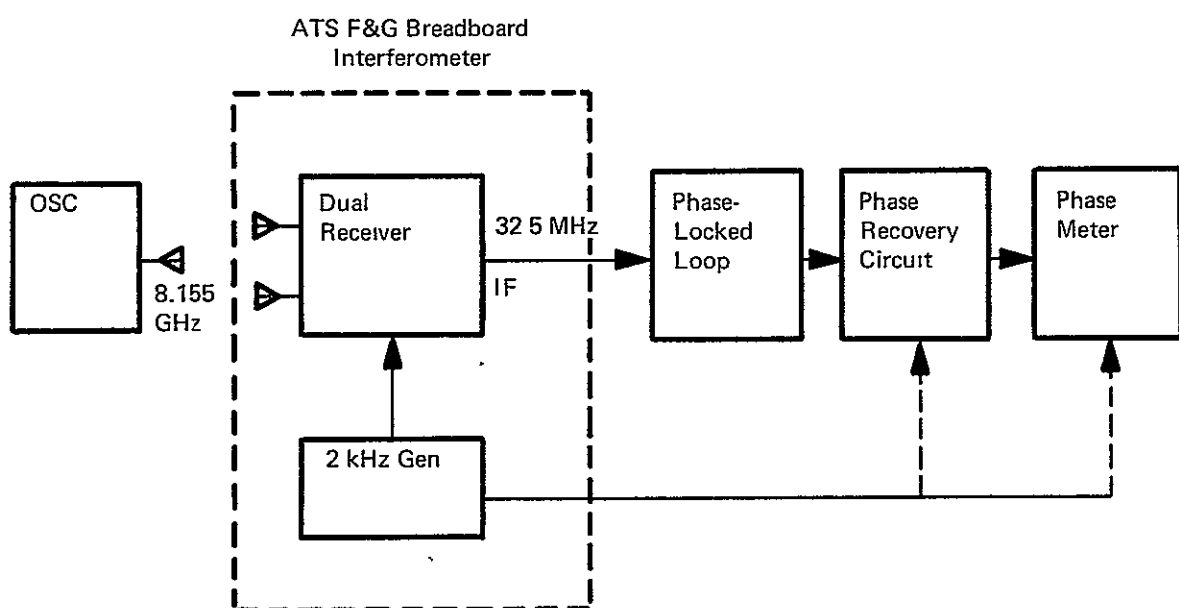 ATS F&G Breadboard
Interferometer
OSC
8.155
GHz
Dual
Receiver
32 5 MHz
IF
Phase-
Locked
Loop
Phase
Recovery
Circuit
Phase
Meter
2 kHz Gen